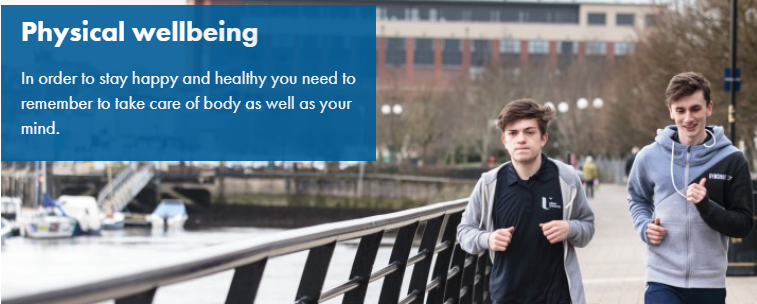 Physical wellbeing
In order to stay happy and healthy you need to
remember to take care of body as well as your
mind.